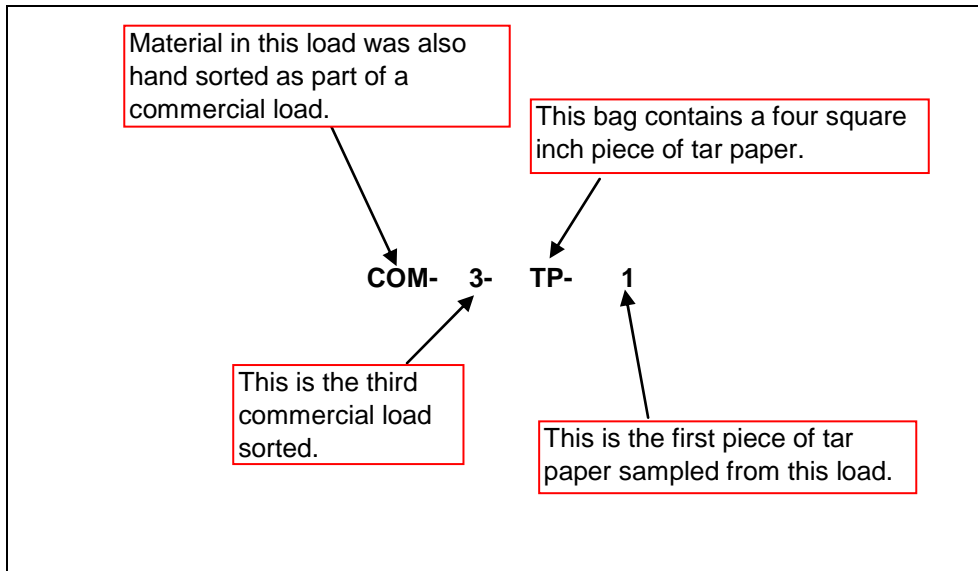 Material in this load was also
hand sorted as part of a
commercial load.
This bag contains a four square
inch piece of tar paper.
COM- 3- TP- 1
This is the third
commercial load
sorted.
This is the first piece of tar
paper sampled from this load.